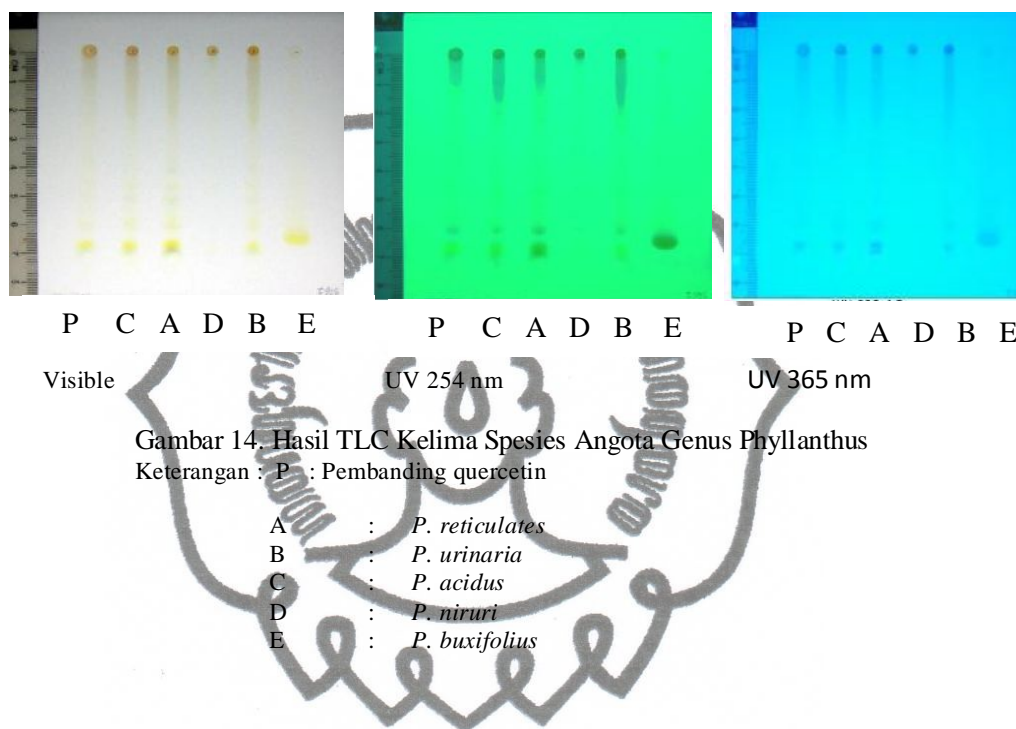 P C A D B E
P C A D B E
P C A D B E
Visible
UV 254 nm
UV 365 nm
Gambar 14. Hasil TLC Kelima Spesies Angota Genus Phyllanthus
Keterangan : P : Pembanding quercetin
A : P. reticulates
B : P. urinaria
C : P. acidus
D : P. niruri
E : P. buxifolius